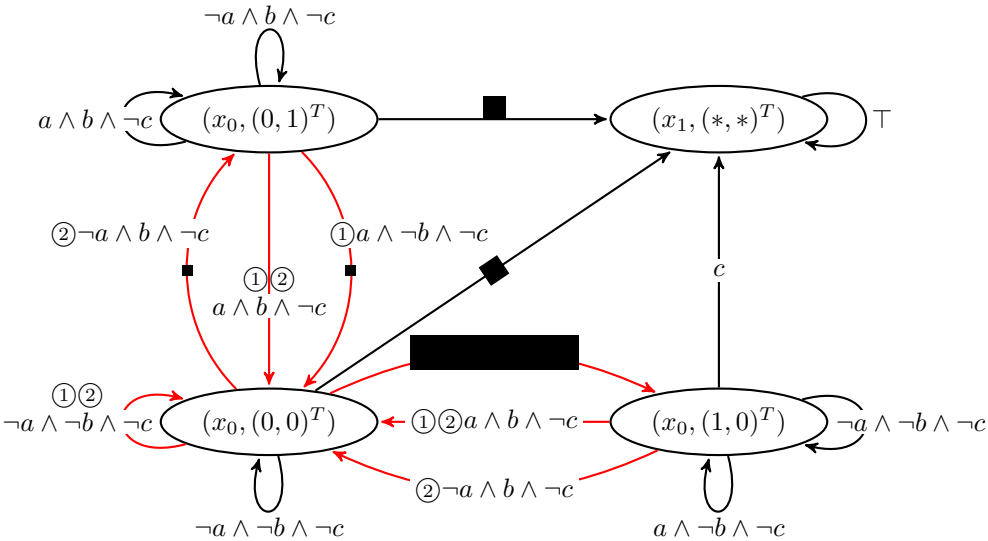 ¬a ∧ b ∧ ¬c
a ∧ b ∧ ¬c
(x₀, (0, 1)ᵀ)
(x₁, (∗, ∗)ᵀ)
⊤
②¬a ∧ b ∧ ¬c
①a ∧ ¬b ∧ ¬c
①②
a ∧ b ∧ ¬c
c
①②
¬a ∧ ¬b ∧ ¬c
(x₀, (0, 0)ᵀ)
①②a ∧ b ∧ ¬c
(x₀, (1, 0)ᵀ)
¬a ∧ ¬b ∧ ¬c
②¬a ∧ b ∧ ¬c
¬a ∧ ¬b ∧ ¬c
a ∧ ¬b ∧ ¬c